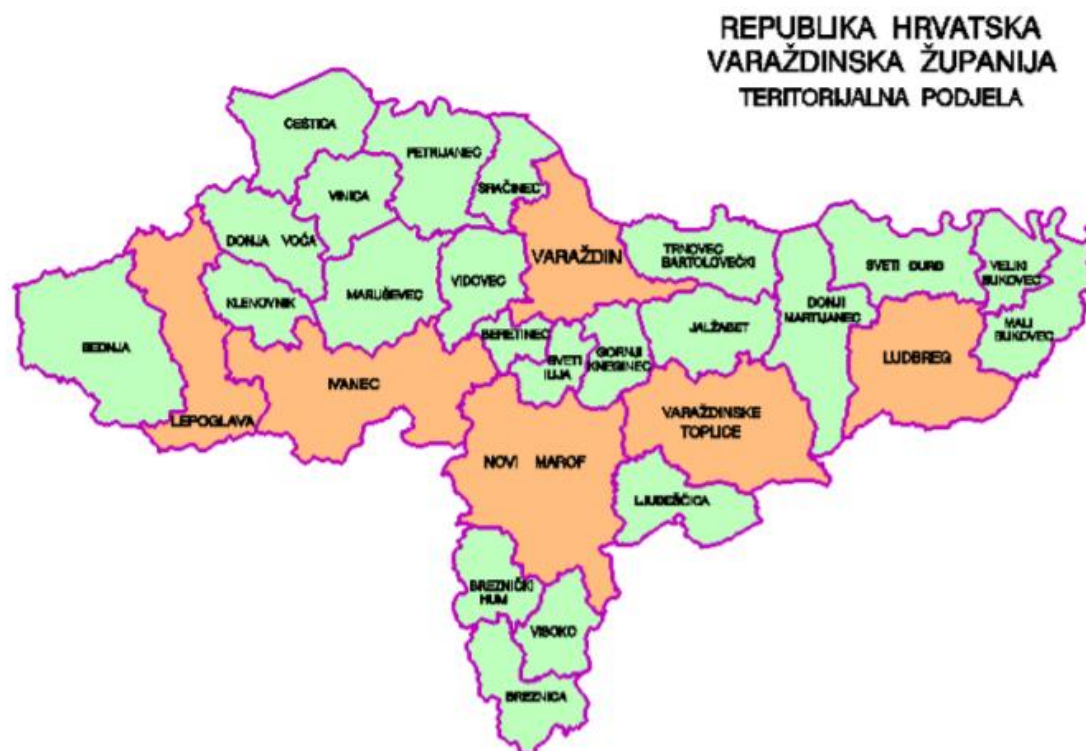 REPUBLIKA HRVATSKA
VARAŽDINSKA ŽUPANIJA
TERITORIJALNA PODJELA
CEŠTICA
PETRIJANEC
SRAČINEC
VINICA
DONJA VOĆA
VARAŽDIN
TRNOVEC
BARTOLOVEČKI
SVETI ĐURĐ
VELIKI
BUKOVEC
KLENOVNIK
MARUŠEVEC
VIDOVEC
DONJI
MARTIJANEC
MALI
BUKOVEC
BEDNJA
BERETINEC
SVETI
ILIJA
GORNJI
KNEGINEC
JALŽABET
LUDBREG
IVANEC
LEPOGLAVA
VARAŽDINSKE
TOPLICE
NOVI MAROF
LJUBEŠĆICA
BREZNIČKI
HUM
VISOKO
BREZNICA